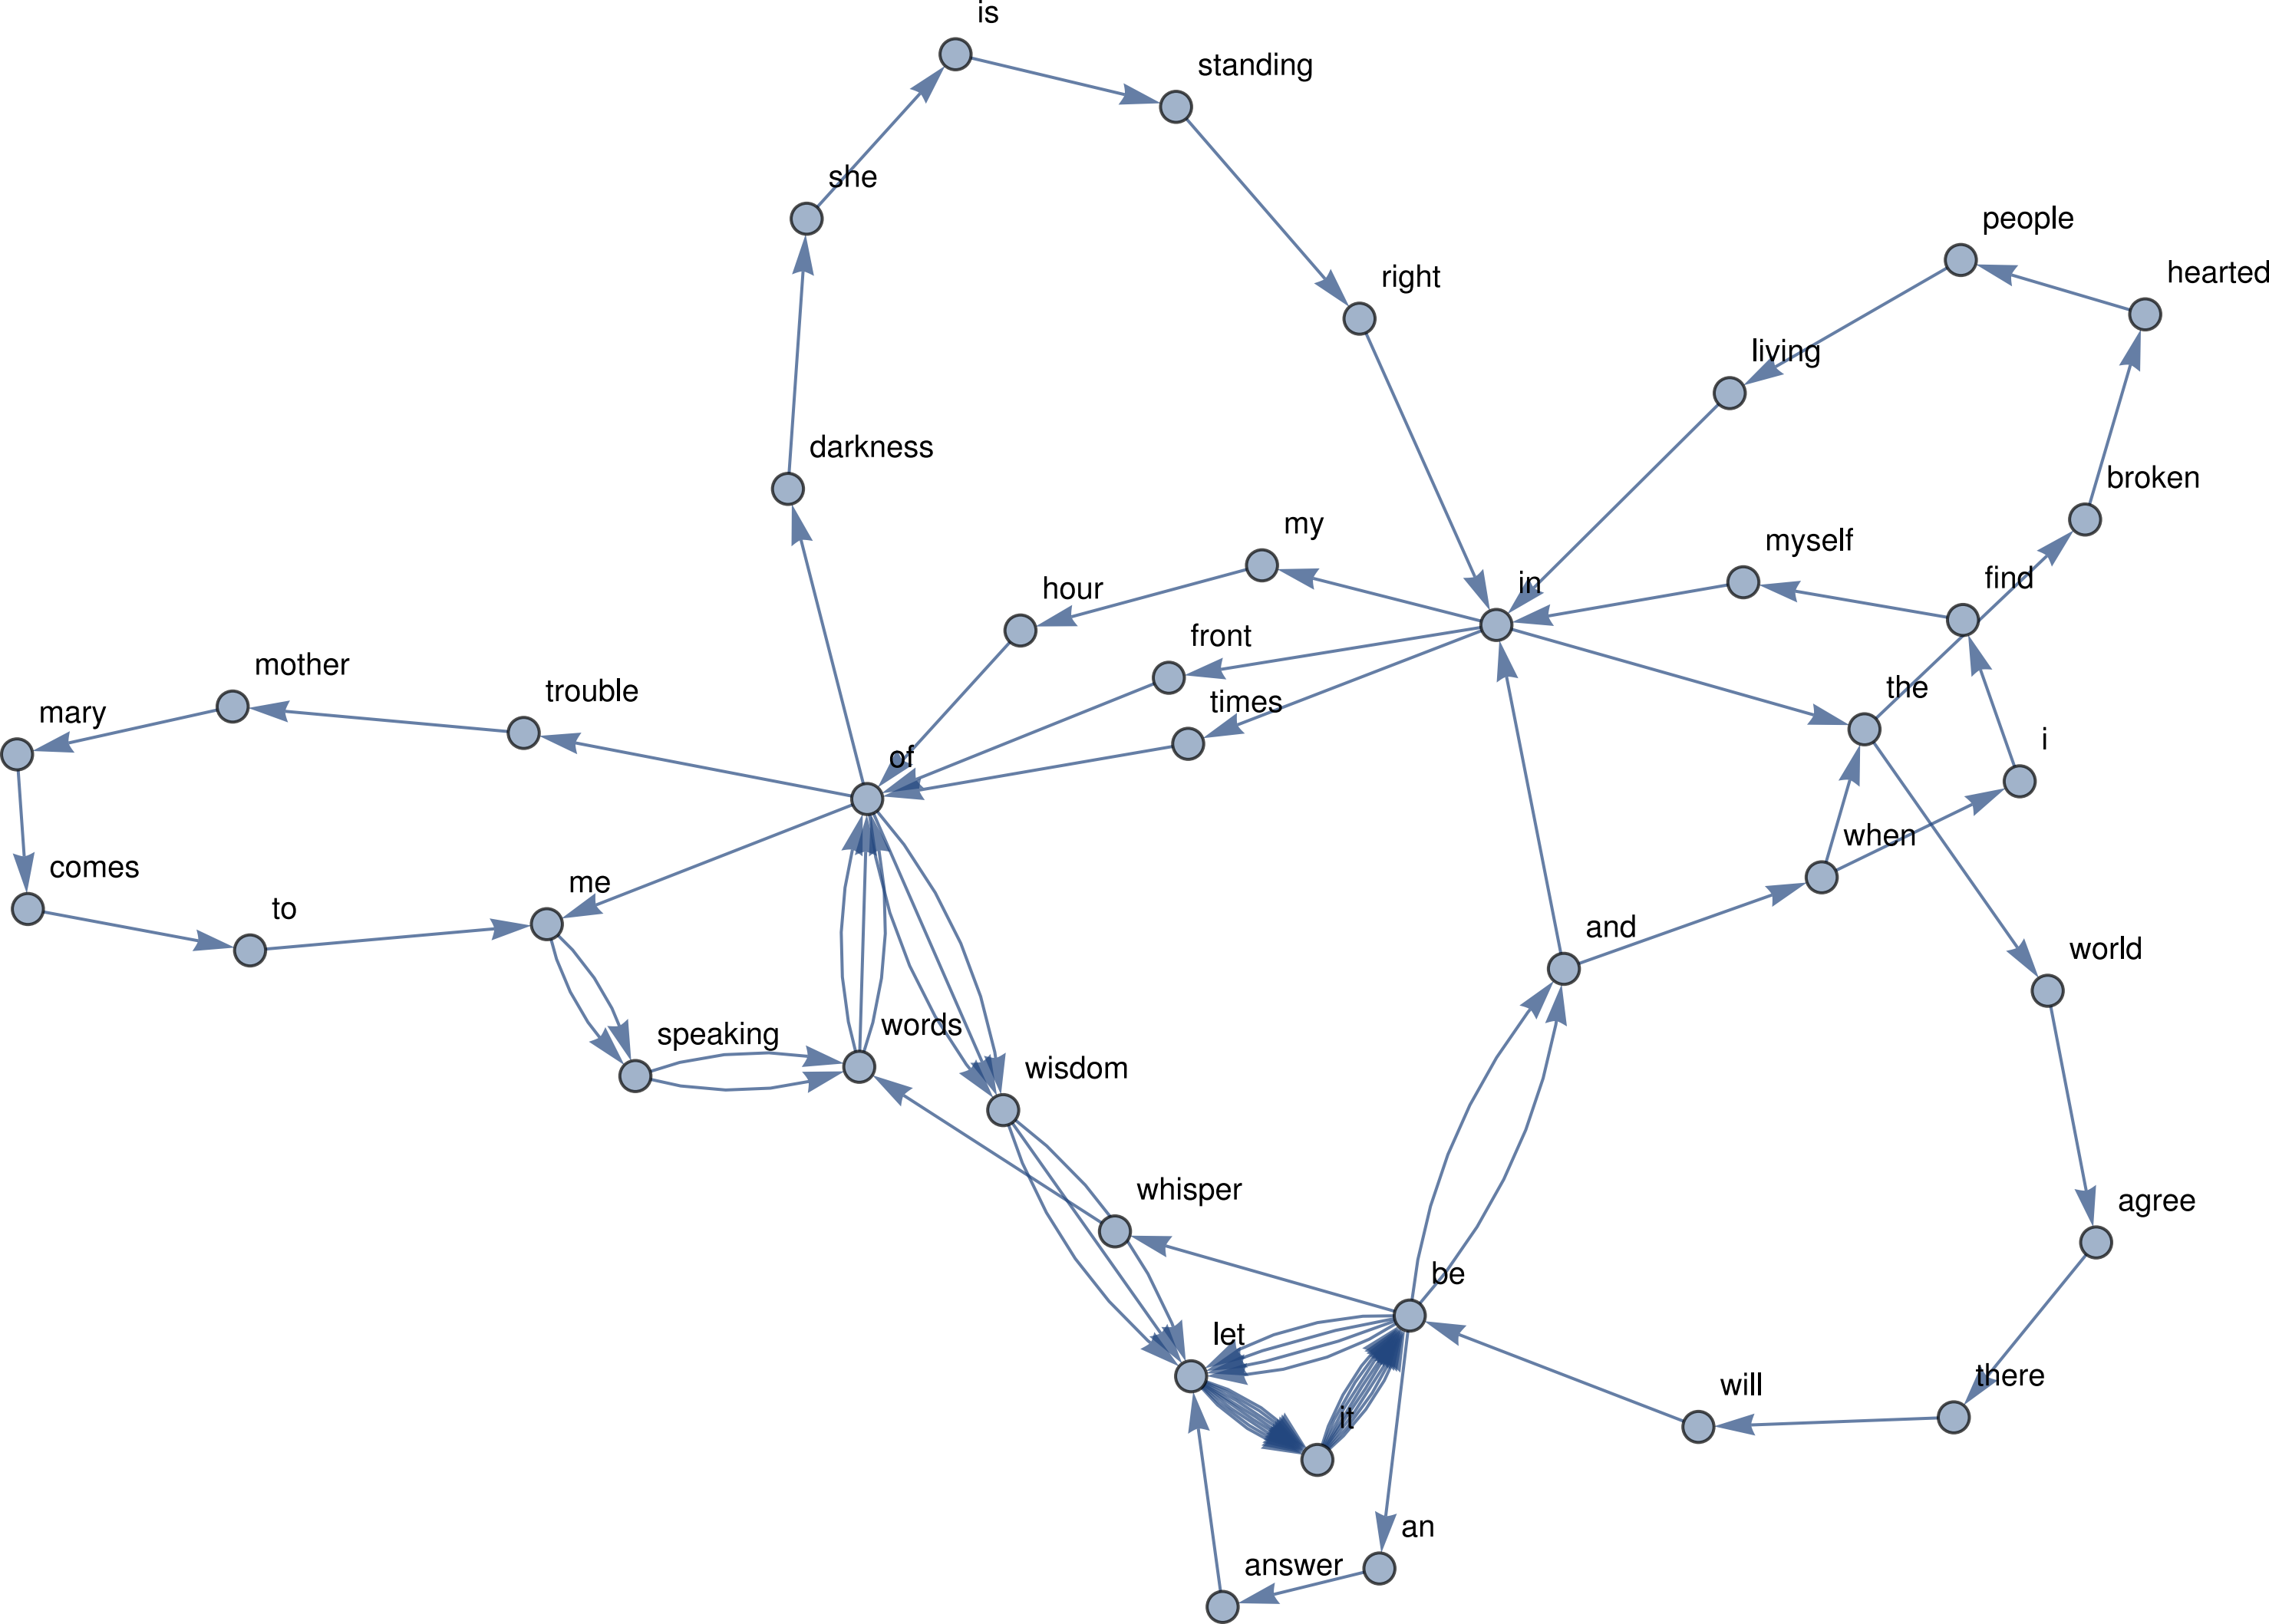 is
standing
she
people
hearted
right
living
darkness
broken
my
myself
in
find
hour
front
mother
the
trouble
times
mary
i
of
when
comes
me
to
and
world
words
speaking
wisdom
whisper
agree
be
let
there
will
it
an
answer